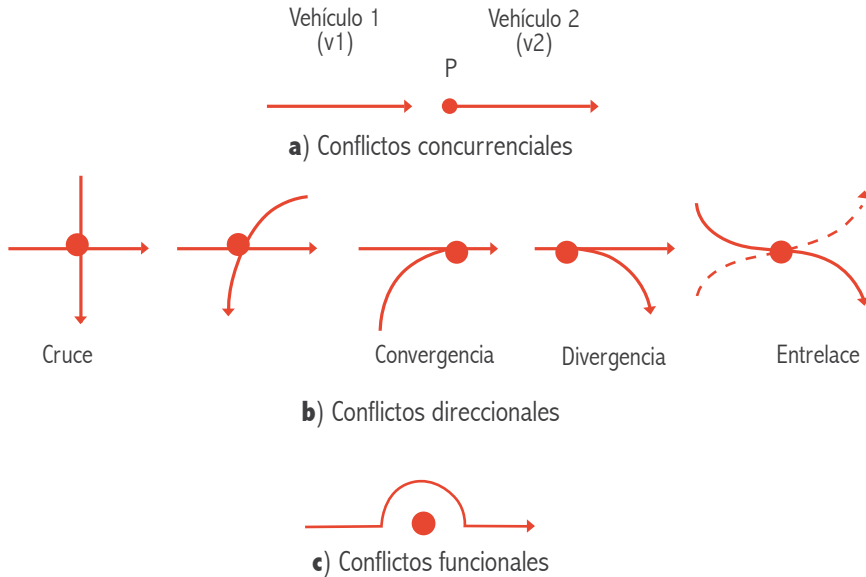 Vehículo 1
(v1)
Vehículo 2
(v2)
P
a) Conflictos concurrenciales
Cruce
Convergencia
Divergencia
Entrelace
b) Conflictos direccionales
c) Conflictos funcionales